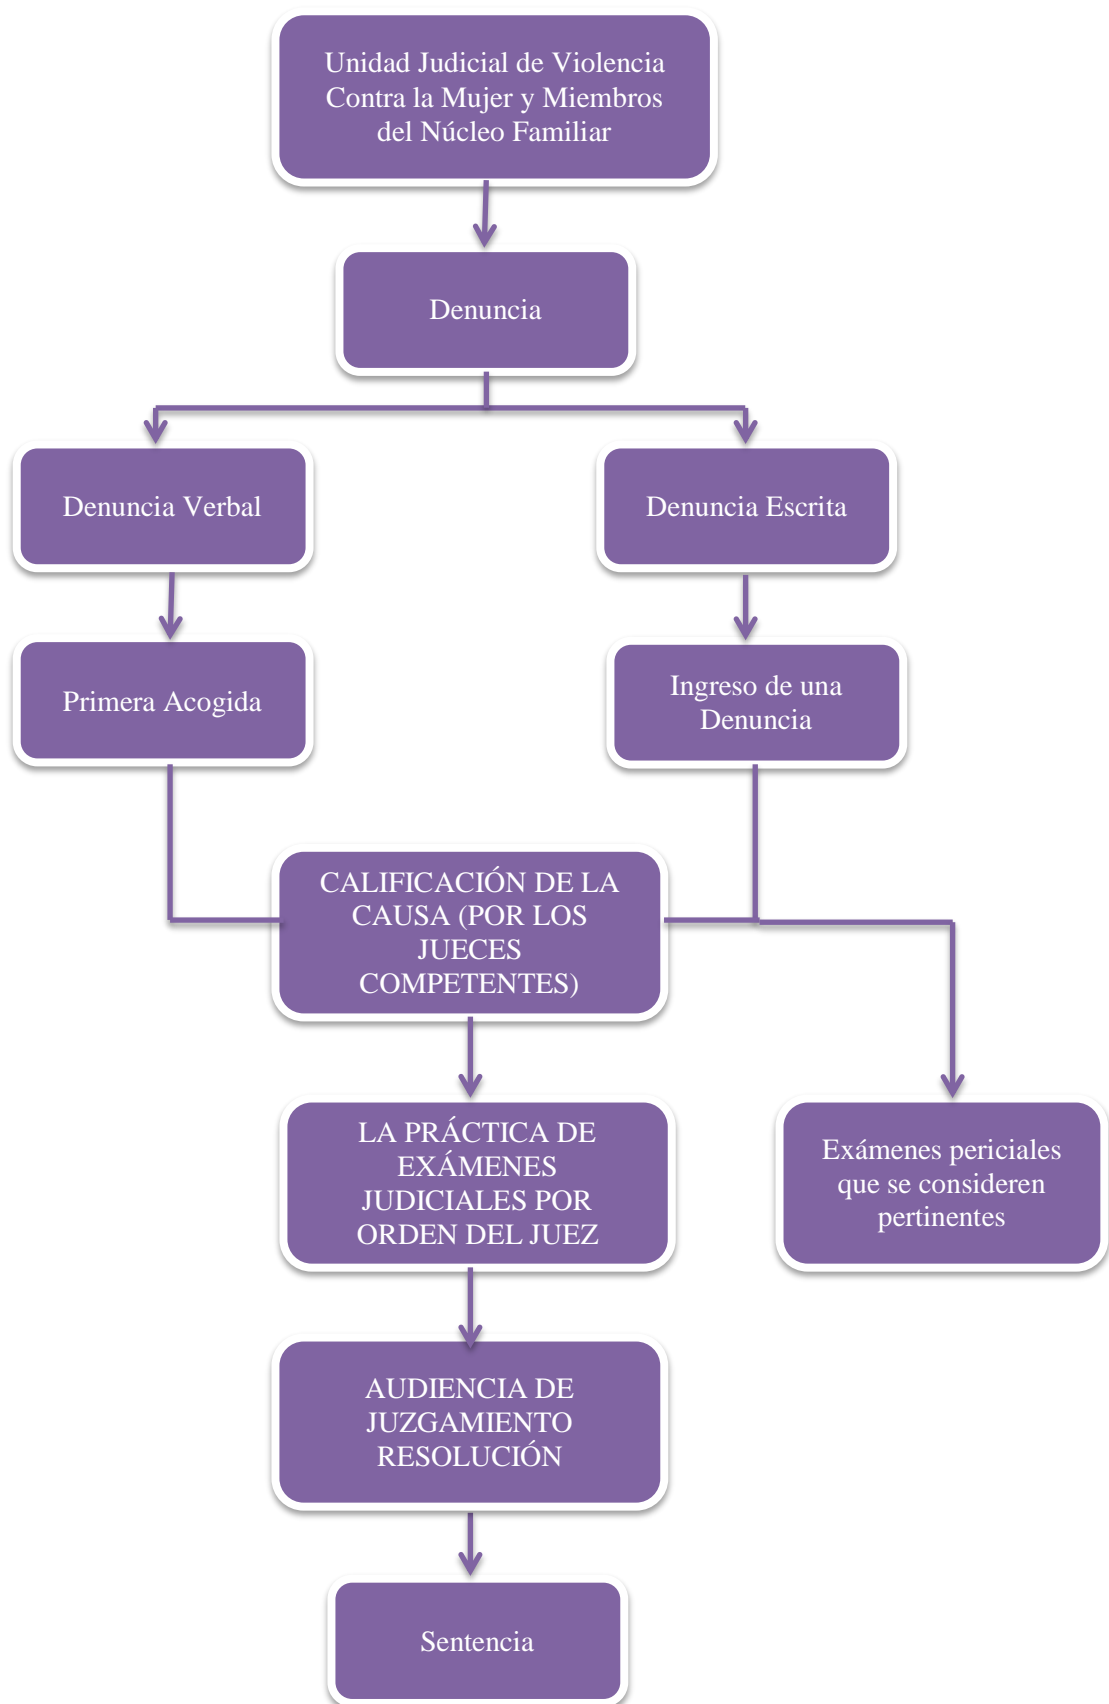 Unidad Judicial de Violencia
Contra la Mujer y Miembros
del Núcleo Familiar
Denuncia
Denuncia Verbal
Denuncia Escrita
Primera Acogida
Ingreso de una
Denuncia
CALIFICACIÓN DE LA
CAUSA (POR LOS
JUECES
COMPETENTES)
LA PRÁCTICA DE
EXÁMENES
JUDICIALES POR
ORDEN DEL JUEZ
Exámenes periciales
que se consideren
pertinentes
AUDIENCIA DE
JUZGAMIENTO
RESOLUCIÓN
Sentencia